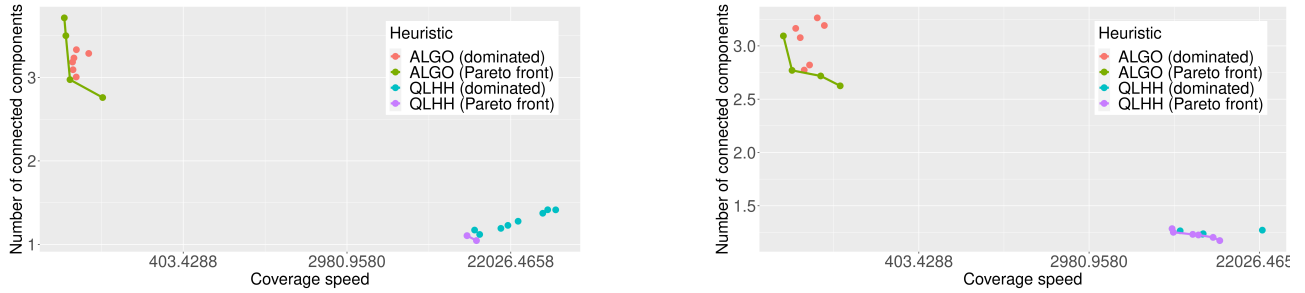 Number of connected components
3
2
1
403.4288
2980.9580
22026.4658
Coverage speed
Heuristic
ALGO (dominated)
ALGO (Pareto front)
QLHH (dominated)
QLHH (Pareto front)
Number of connected components
3.0
2.5
2.0
1.5
403.4288
2980.9580
22026.465
Coverage speed
Heuristic
ALGO (dominated)
ALGO (Pareto front)
QLHH (dominated)
QLHH (Pareto front)